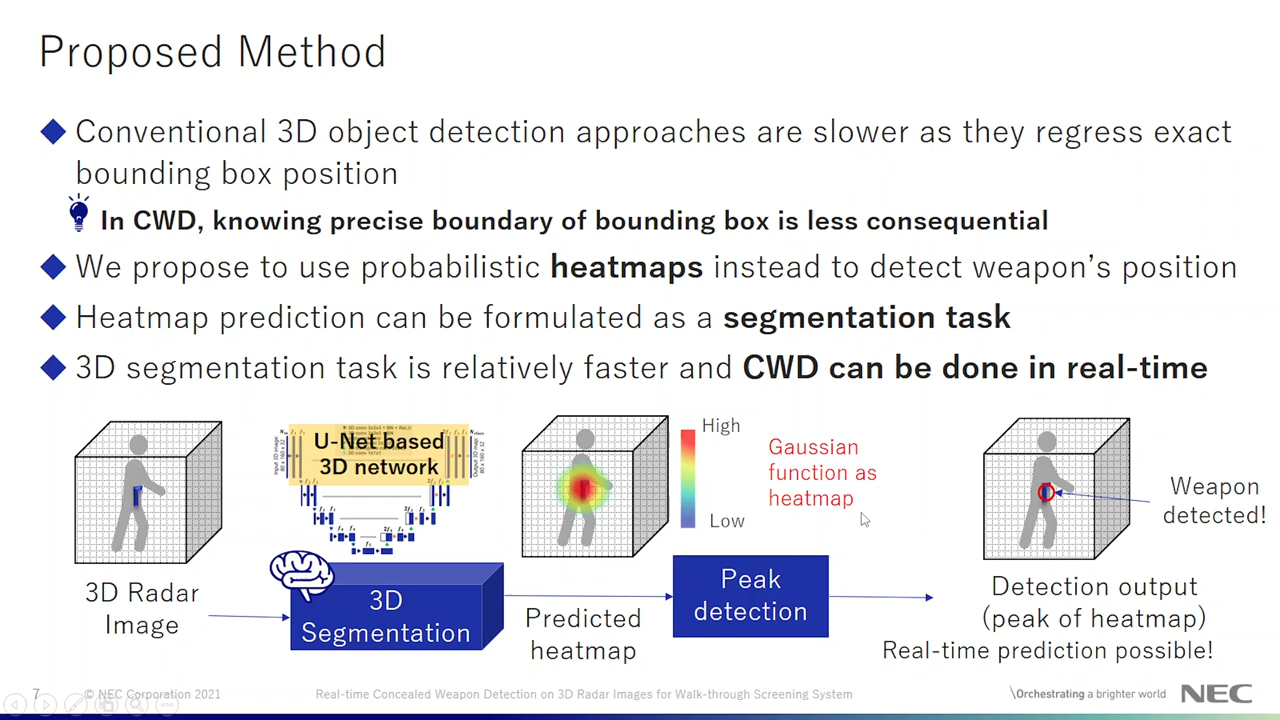 Proposed Method
Conventional 3D object detection approaches are slower as they regress exact
bounding box position
In CWD, knowing precise boundary of bounding box is less consequential
We propose to use probabilistic heatmaps instead to detect weapon's position
Heatmap prediction can be formulated as a segmentation task
3D segmentation task is relatively faster and CWD can be done in real-time
U-Net based
3D network
High
Low
Gaussian
function as
heatmap
Weapon
detected!
3D Radar
Image
3D
Segmentation
Predicted
heatmap
Peak
detection
Detection output
(peak of heatmap)
Real-time prediction possible!
7
© NEC Corporation 2021
Real-time Concealed Weapon Detection on 3D Radar Images for Walk-through Screening System
\Orchestrating a brighter world
NEC